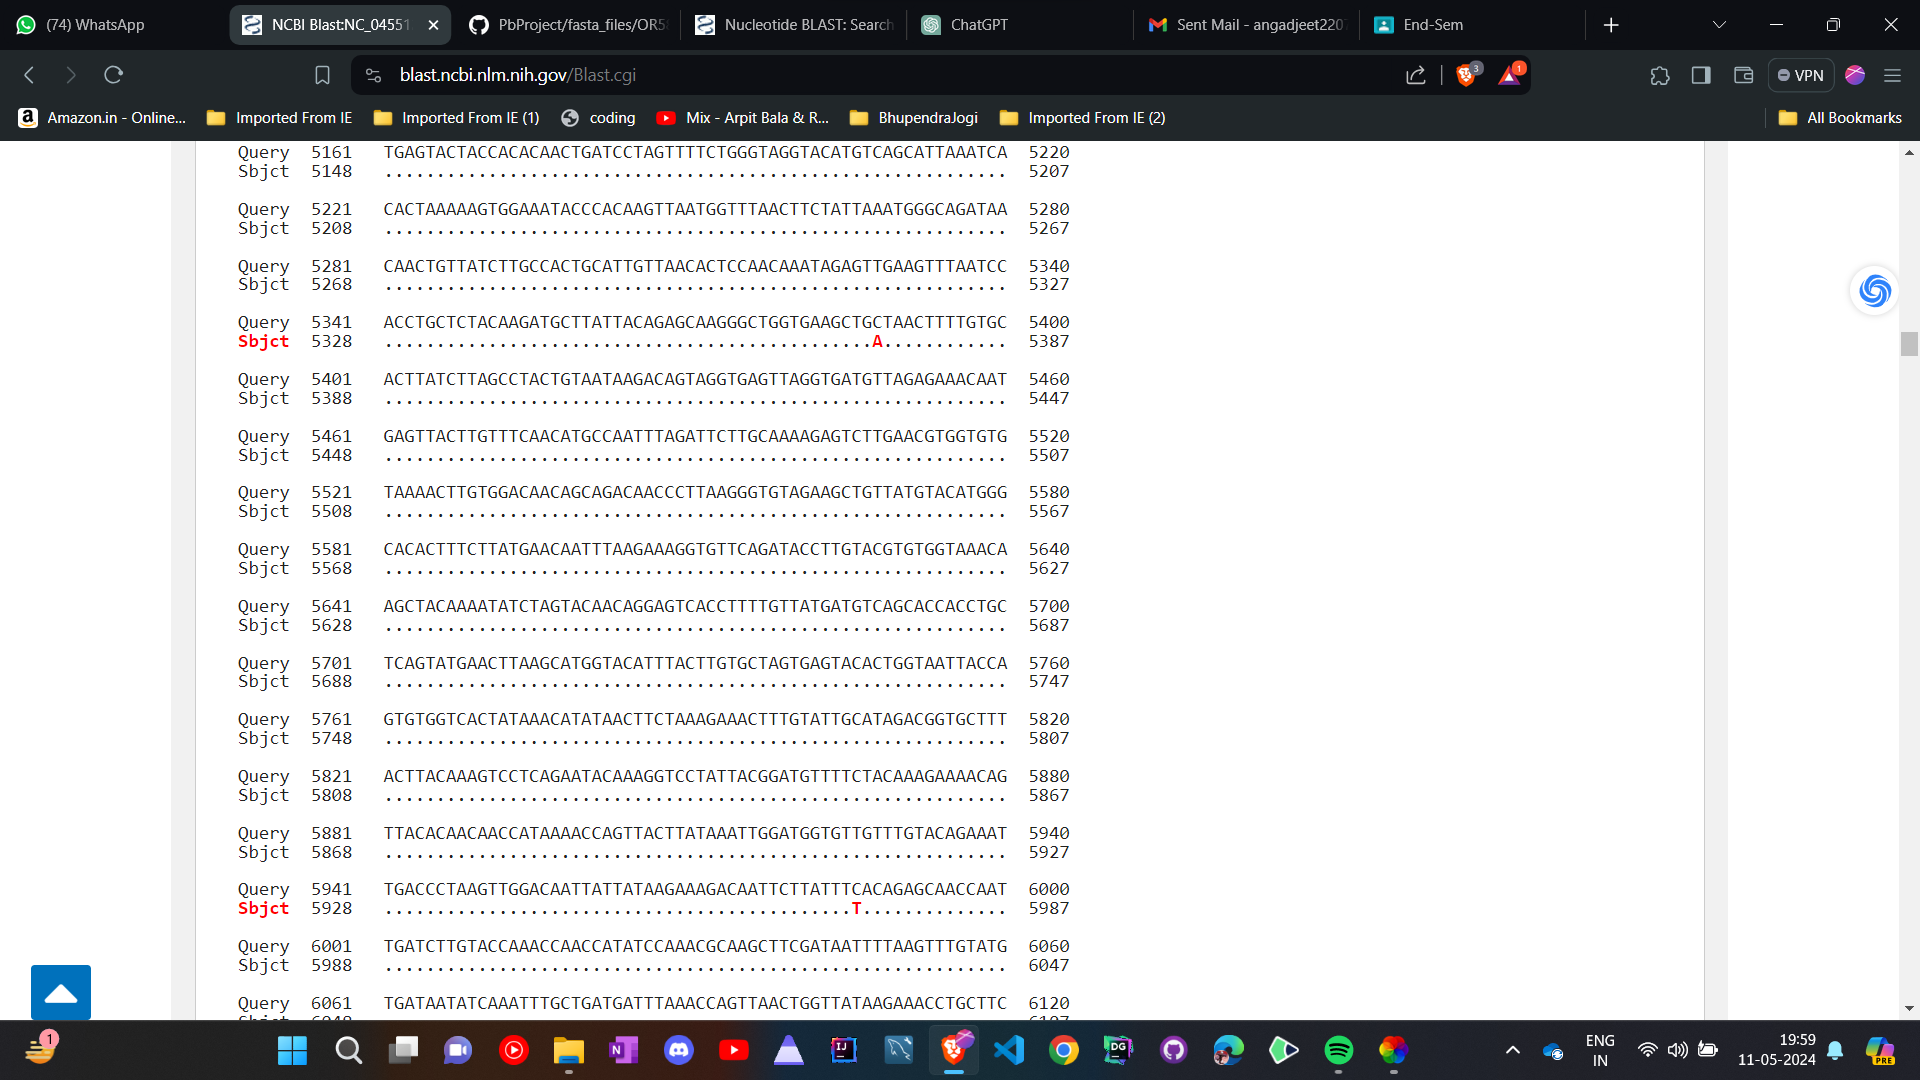 (74) WhatsApp
NCBI Blast:NC_04551
PbProject/fasta_files/OR5
Nucleotide BLAST: Search
ChatGPT
Sent Mail - angadjeet220
End-Sem
blast.ncbi.nlm.nih.gov/Blast.cgi
3
1
VPN
Amazon.in - Online...
Imported From IE
Imported From IE (1)
coding
Mix - Arpit Bala & R...
BhupendraJogi
Imported From IE (2)
All Bookmarks
Query 5161 TGAGTACTACCACACAACTGATCCTAGTTTTCTGGGTAGGTACATGTCAGCATTAAATCA 5220
Sbjct 5148 ............................................................ 5207
Query 5221 CACTAAAAAGTGGAAATACCCACAAGTTAATGGTTTAACTTCTATTAAATGGGCAGATAA 5280
Sbjct 5208 ............................................................ 5267
Query 5281 CAACTGTTATCTTGCCACTGCATTGTTAACACTCCAACAAATAGAGTTGAAGTTTAATCC 5340
Sbjct 5268 ............................................................ 5327
Query 5341 ACCTGCTCTACAAGATGCTTATTACAGAGCAAGGGCTGGTGAAGCTGCTAACTTTTGTGC 5400
Sbjct 5328 ...............................................A............ 5387
Query 5401 ACTTATCTTAGCCTACTGTAATAAGACAGTAGGTGAGTTAGGTGATGTTAGAGAAACAAT 5460
Sbjct 5388 ............................................................ 5447
Query 5461 GAGTTACTTGTTTCAACATGCCAATTTAGATTCTTGCAAAAGAGTCTTGAACGTGGTGTG 5520
Sbjct 5448 ............................................................ 5507
Query 5521 TAAAACTTGTGGACAACAGCAGACAACCCTTAAGGGTGTAGAAGCTGTTATGTACATGGG 5580
Sbjct 5508 ............................................................ 5567
Query 5581 CACACTTTCTTATGAACAATTTAAGAAAGGTGTTCAGATACCTTGTACGTGTGGTAAACA 5640
Sbjct 5568 ............................................................ 5627
Query 5641 AGCTACAAAATATCTAGTACAACAGGAGTCACCTTTTGTTATGATGTCAGCACCACCTGC 5700
Sbjct 5628 ............................................................ 5687
Query 5701 TCAGTATGAACTTAAGCATGGTACATTTACTTGTGCTAGTGAGTACACTGGTAATTACCA 5760
Sbjct 5688 ............................................................ 5747
Query 5761 GTGTGGTCACTATAAACATATAACTTCTAAAGAAACTTTGTATTGCATAGACGGTGCTTT 5820
Sbjct 5748 ............................................................ 5807
Query 5821 ACTTACAAAGTCCTCAGAATACAAAGGTCCTATTACGGATGTTTTCTACAAAGAAAACAG 5880
Sbjct 5808 ............................................................ 5867
Query 5881 TTACACAACAACCATAAAACCAGTTACTTATAAATTGGATGGTGTTGTTTGTACAGAAAT 5940
Sbjct 5868 ............................................................ 5927
Query 5941 TGACCCTAAGTTGGACAATTATTATAAGAAAGACAATTCTTATTTCACAGAGCAACCAAT 6000
Sbjct 5928 .............................................T.............. 5987
Query 6001 TGATCTTGTACCAAACCAACCATATCCAAACGCAAGCTTCGATAATTTTAAGTTTGTATG 6060
Sbjct 5988 ............................................................ 6047
Query 6061 TGATAATATCAAATTTGCTGATGATTTAAACCAGTTAACTGGTTATAAGAAACCTGCTTC 6120
1
ENG
IN
19:59
11-05-2024
PRE